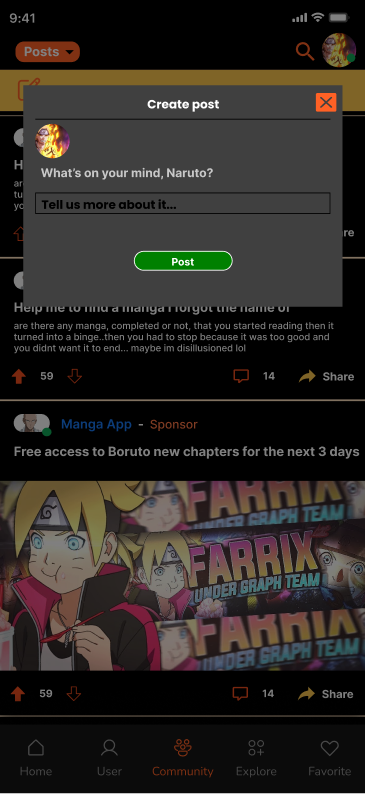 9:41
Posts
Create post
What's on your mind, Naruto?
Tell us more about it...
Post
Help me to find a manga I forgot the name of
are there any manga, completed or not, that you started reading then it
turned into a binge..then you had to stop because it was too good and
you didnt want it to end... maybe im disillusioned lol
59
14
Share
Manga App - Sponsor
Free access to Boruto new chapters for the next 3 days
FARRIX
UNDER GRAPH TEAM
FARRIX
UNDER GRAPH TEAM
FARRIX
UNDER GRAPH TEAM
59
14
Share
Home
User
Community
Explore
Favorite